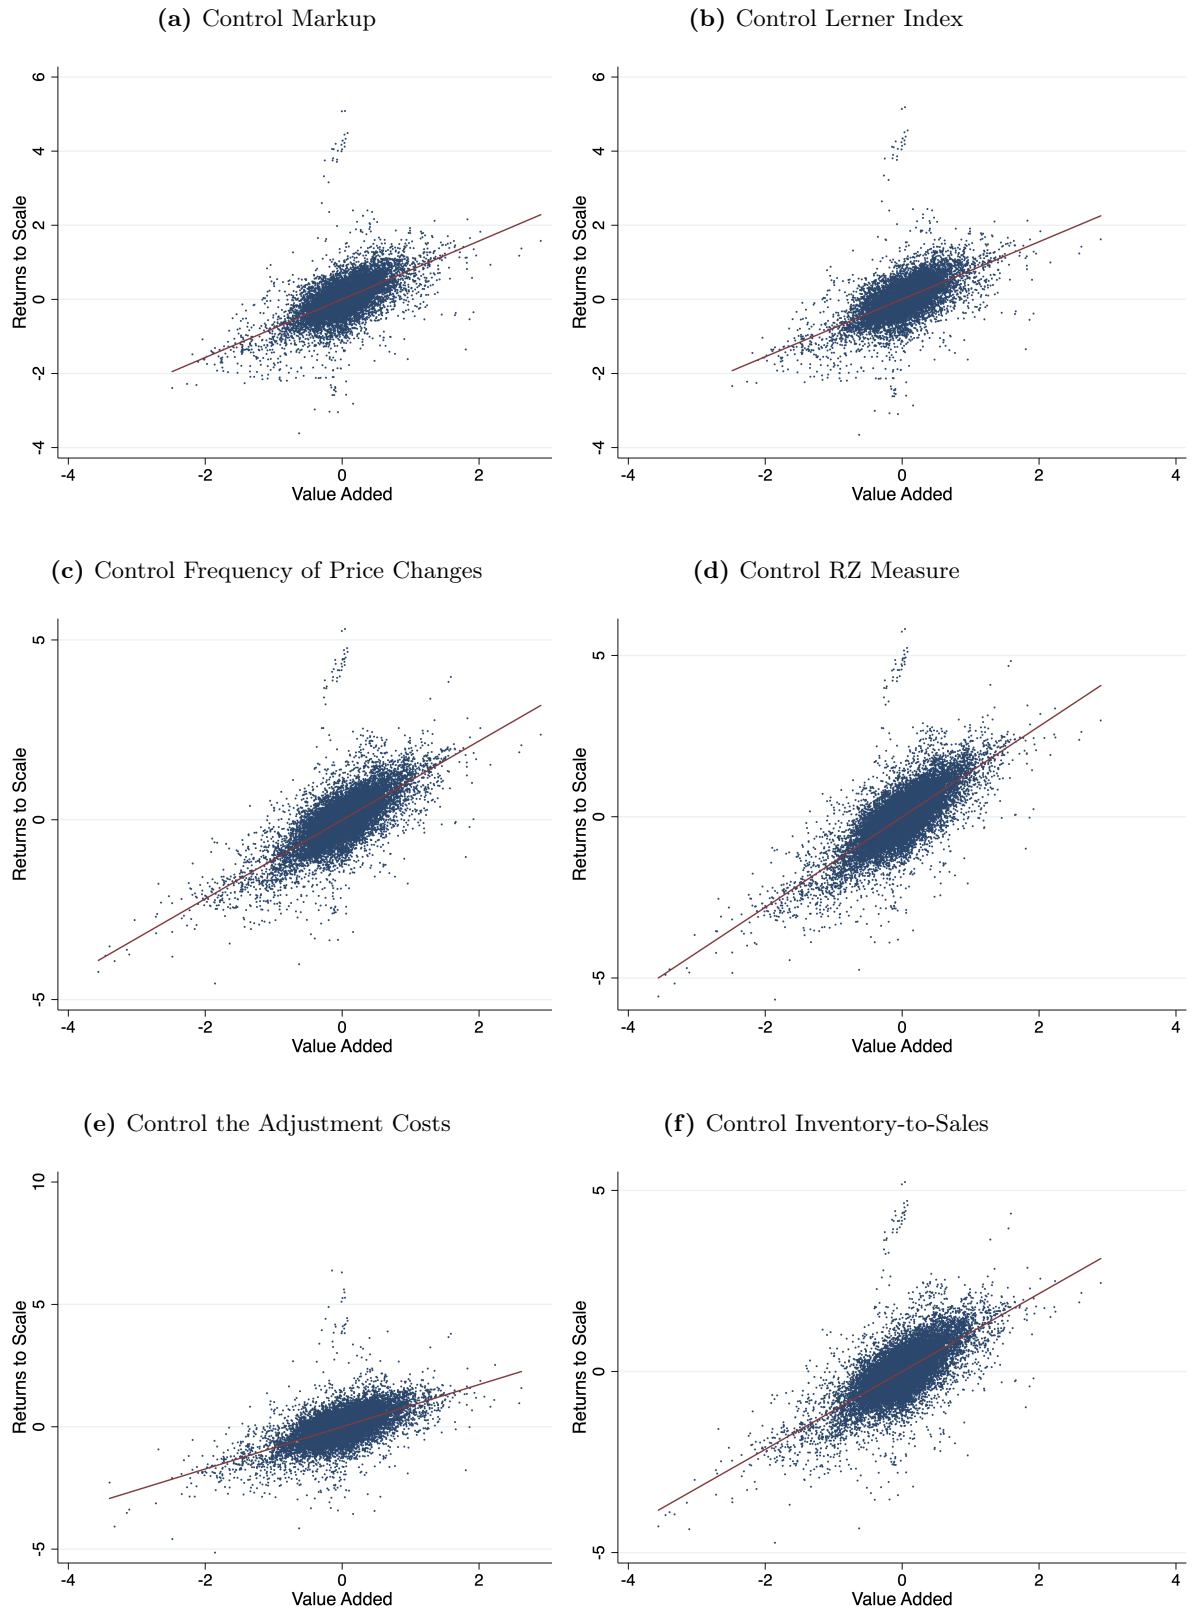 (a) Control Markup
(b) Control Lerner Index
6
4
2
0
-2
-4
Returns to Scale
-4
-2
0
2
Value Added
6
4
2
0
-2
-4
Returns to Scale
-4
-2
0
2
4
Value Added
(c) Control Frequency of Price Changes
(d) Control RZ Measure
5
0
-5
Returns to Scale
-4
-2
0
2
Value Added
5
0
-5
Returns to Scale
-4
-2
0
2
4
Value Added
(e) Control the Adjustment Costs
(f) Control Inventory-to-Sales
10
5
0
-5
Returns to Scale
-4
-2
0
2
Value Added
5
0
-5
Returns to Scale
-4
-2
0
2
4
Value Added